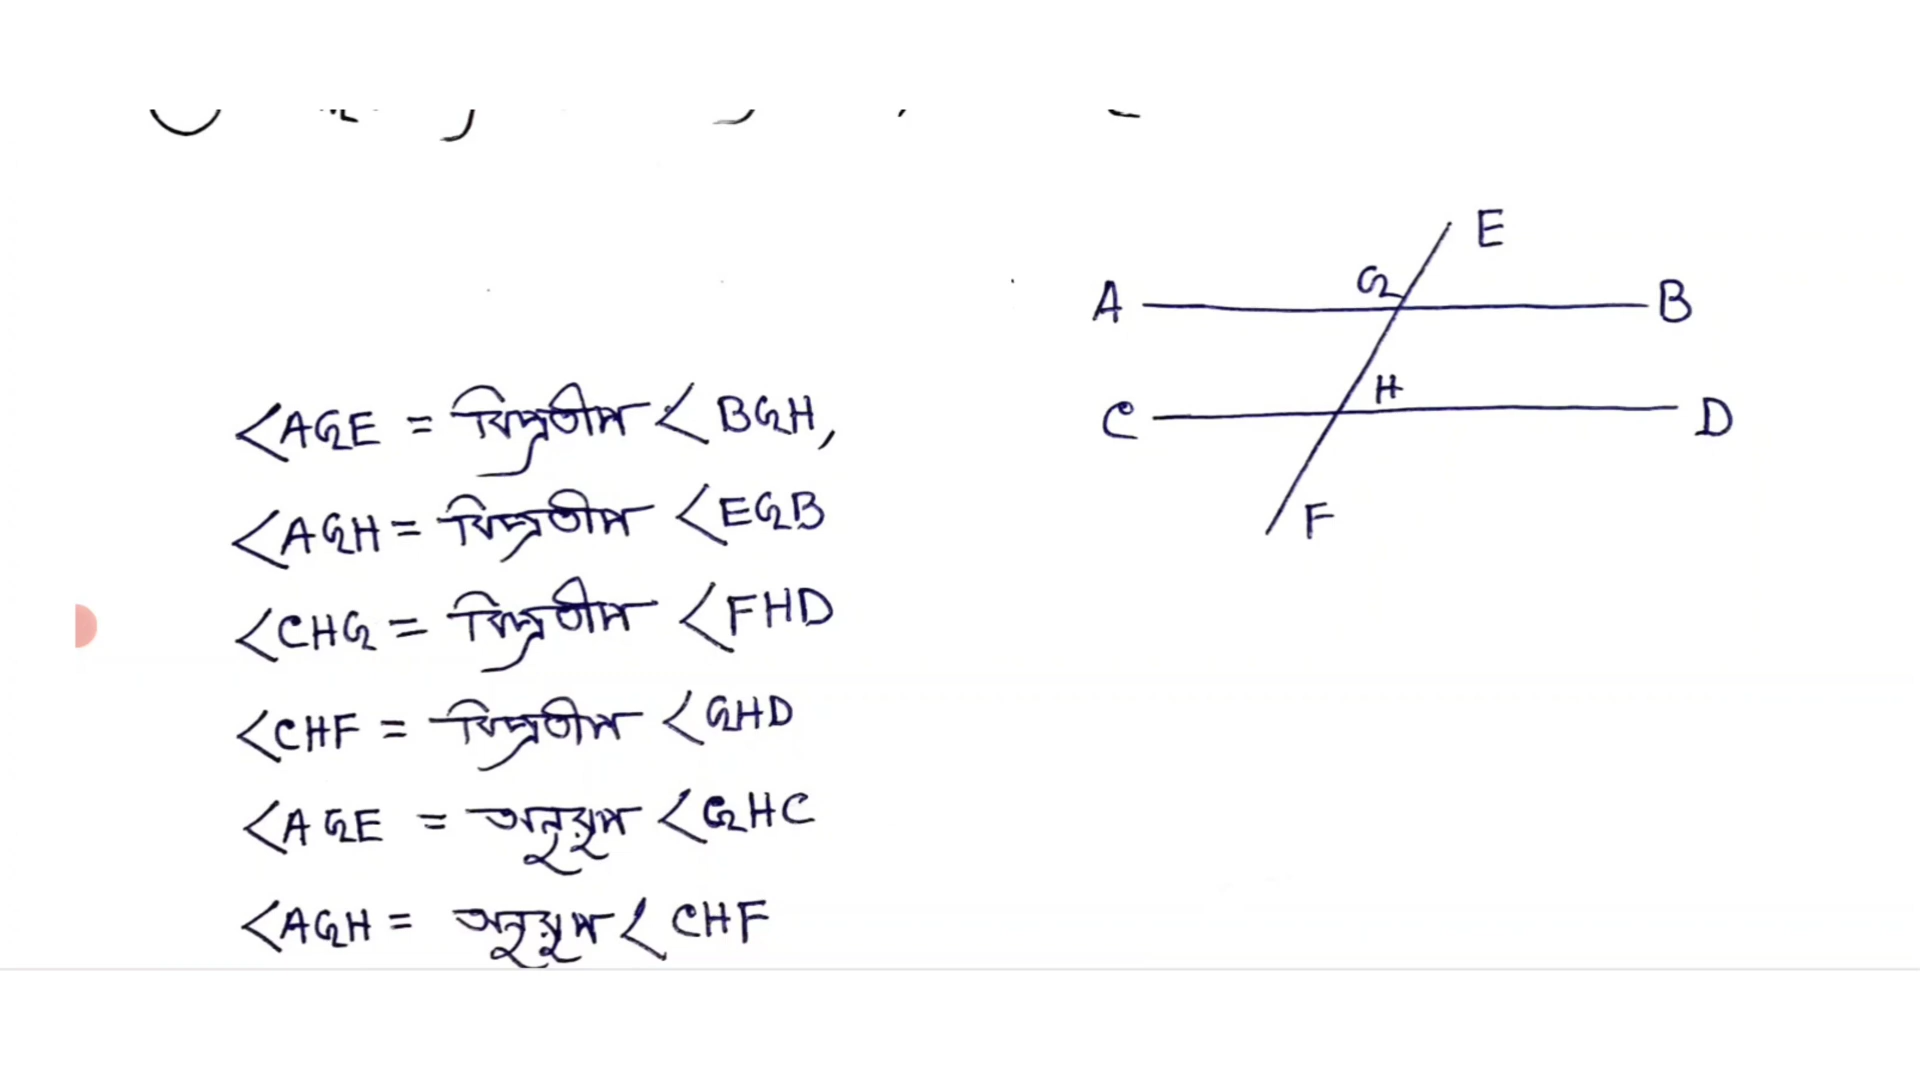 E
G
A B
H
C D
F
<AGE = বিপ্রতীপ <BGH,
<AGH = বিপ্রতীপ <EGB
<CHG = বিপ্রতীপ <FHD
<CHF = বিপ্রতীপ <GHD
<AGE = অনুরূপ <GHC
<AGH = অনুরূপ <CHF